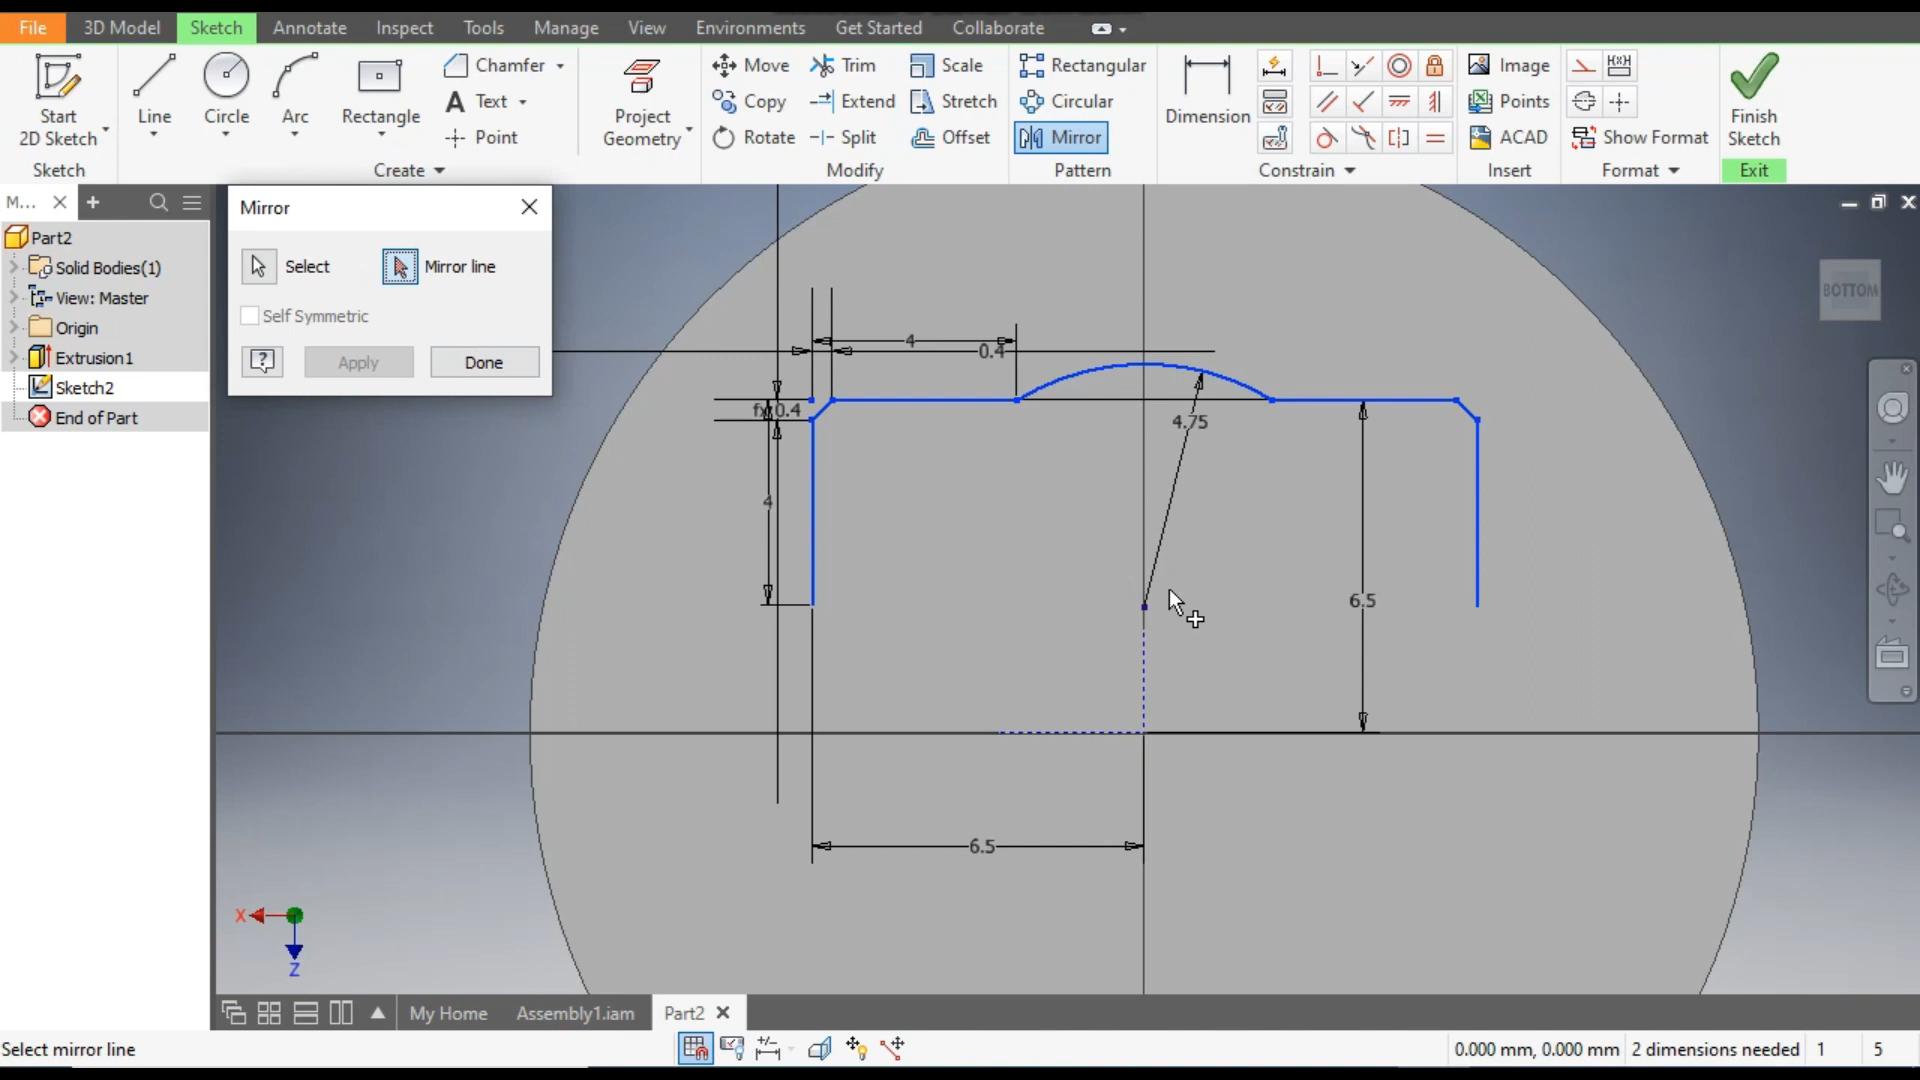 File 3D Model Sketch Annotate Inspect Tools Manage View Environments Get Started Collaborate
Start
2D Sketch
Line
Circle
Arc
Rectangle
Chamfer
Text
Point
Project
Geometry
Move
Copy
Rotate
Trim
Extend
Split
Scale
Stretch
Offset
Rectangular
Circular
Mirror
Dimension
Image
Points
ACAD
Show Format
Finish
Sketch
Sketch Create Modify Pattern Constrain Insert Format Exit
M...
Part2
Solid Bodies(1)
View: Master
Origin
Extrusion1
Sketch2
End of Part
Mirror
Select Mirror line
Self Symmetric
Apply Done
BOTTOM
4
0.4
fx:0.4
4.75
4
6.5
6.5
X
Z
My Home Assembly1.iam Part2
Select mirror line 0.000 mm, 0.000 mm 2 dimensions needed 1 5